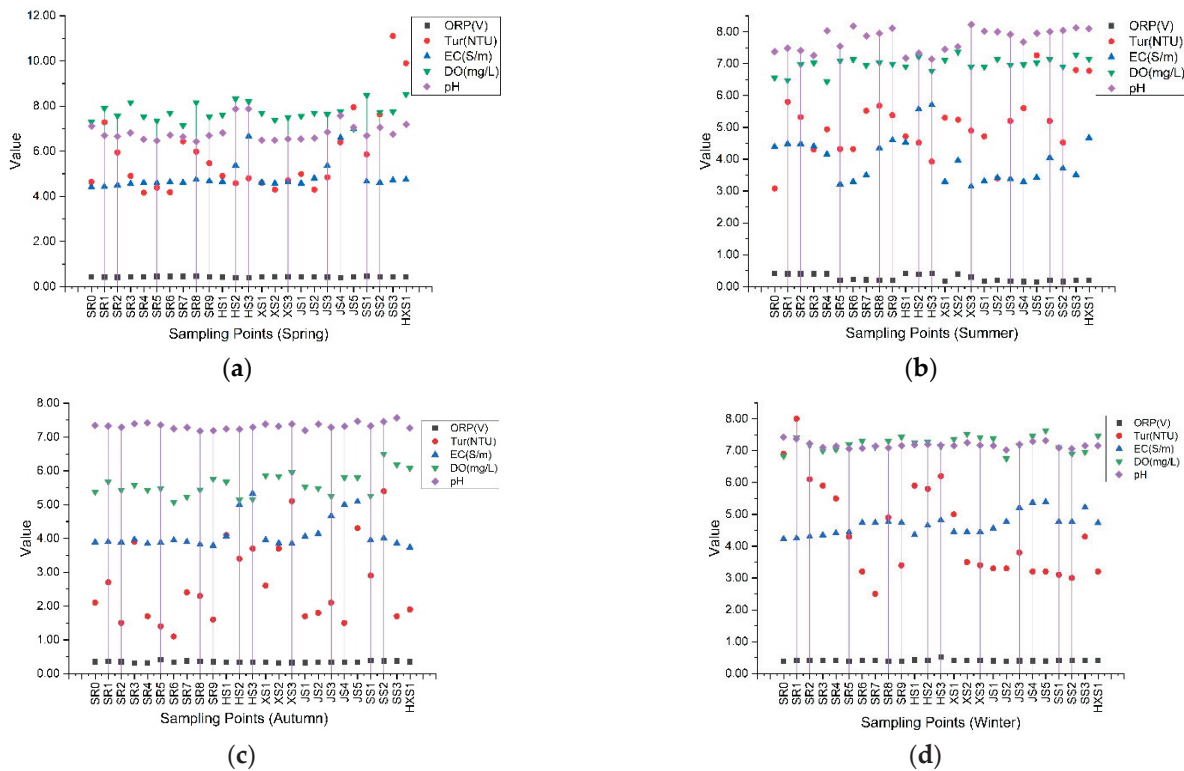 12.00
10.00
8.00
6.00
4.00
2.00
0.00
Value
ORP(V)
Tur(NTU)
EC(S/m)
DO(mg/L)
pH
SR0 SR1 SR2 SR3 SR4 SR5 SR6 SR7 SR8 SR9 HS1 HS2 HS3 XS1 XS2 XS3 JS1 JS2 JS3 JS4 JS5 SS1 SS2 SS3 HXS1
Sampling Points (Spring)
(a)
8.00
7.00
6.00
5.00
4.00
3.00
2.00
1.00
0.00
Value
ORP(V)
Tur(NTU)
EC(S/m)
DO(mg/L)
pH
SR0 SR1 SR2 SR3 SR4 SR5 SR6 SR7 SR8 SR9 HS1 HS2 HS3 XS1 XS2 XS3 JS1 JS2 JS3 JS4 JS5 SS1 SS2 SS3 HXS1
Sampling Points (Summer)
(b)
8.00
7.00
6.00
5.00
4.00
3.00
2.00
1.00
0.00
Value
ORP(V)
Tur(NTU)
EC(S/m)
DO(mg/L)
pH
SR0 SR1 SR2 SR3 SR4 SR5 SR6 SR7 SR8 SR9 HS1 HS2 HS3 XS1 XS2 XS3 JS1 JS2 JS3 JS4 JS5 SS1 SS2 SS3 HXS1
Sampling Points (Autumn)
(c)
8.00
7.00
6.00
5.00
4.00
3.00
2.00
1.00
0.00
Value
ORP(V)
Tur(NTU)
EC(S/m)
DO(mg/L)
pH
SR0 SR1 SR2 SR3 SR4 SR5 SR6 SR7 SR8 SR9 HS1 HS2 HS3 XS1 XS2 XS3 JS1 JS2 JS3 JS4 JS5 SS1 SS2 SS3 HXS1
Sampling Points (Winter)
(d)